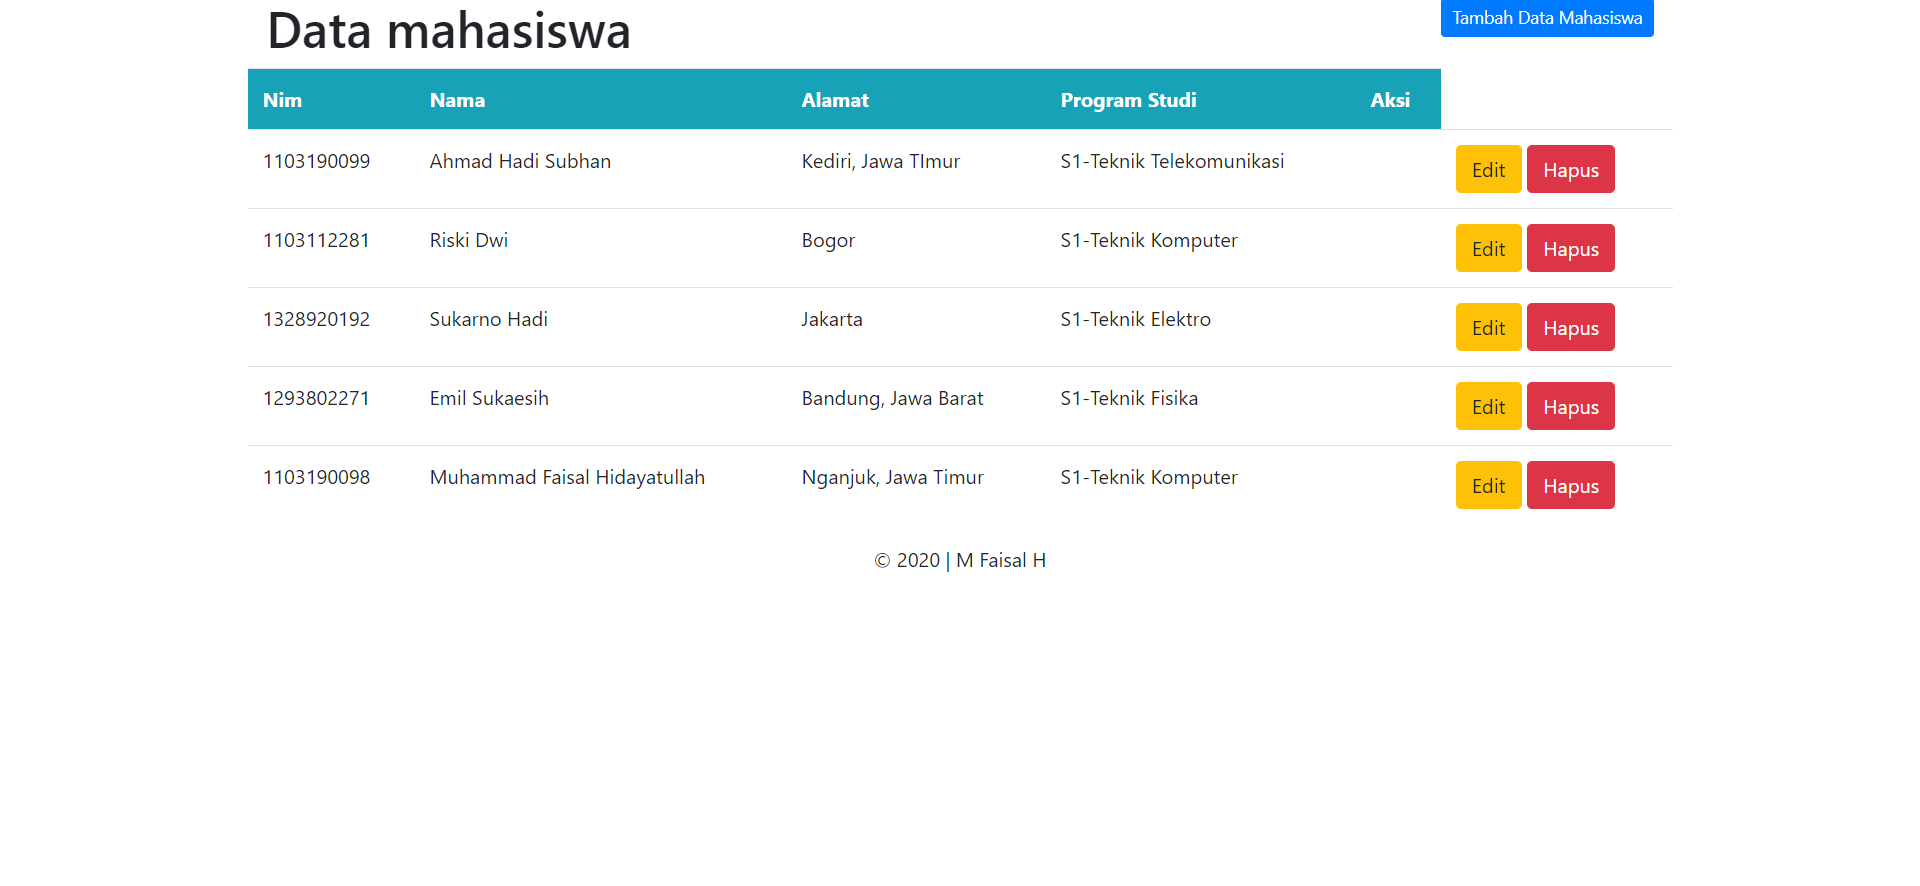 Data mahasiswa Tambah Data Mahasiswa
Nim Nama Alamat Program Studi Aksi
1103190099 Ahmad Hadi Subhan Kediri, Jawa TImur S1-Teknik Telekomunikasi Edit Hapus
1103112281 Riski Dwi Bogor S1-Teknik Komputer Edit Hapus
1328920192 Sukarno Hadi Jakarta S1-Teknik Elektro Edit Hapus
1293802271 Emil Sukaesih Bandung, Jawa Barat S1-Teknik Fisika Edit Hapus
1103190098 Muhammad Faisal Hidayatullah Nganjuk, Jawa Timur S1-Teknik Komputer Edit Hapus
© 2020 | M Faisal H